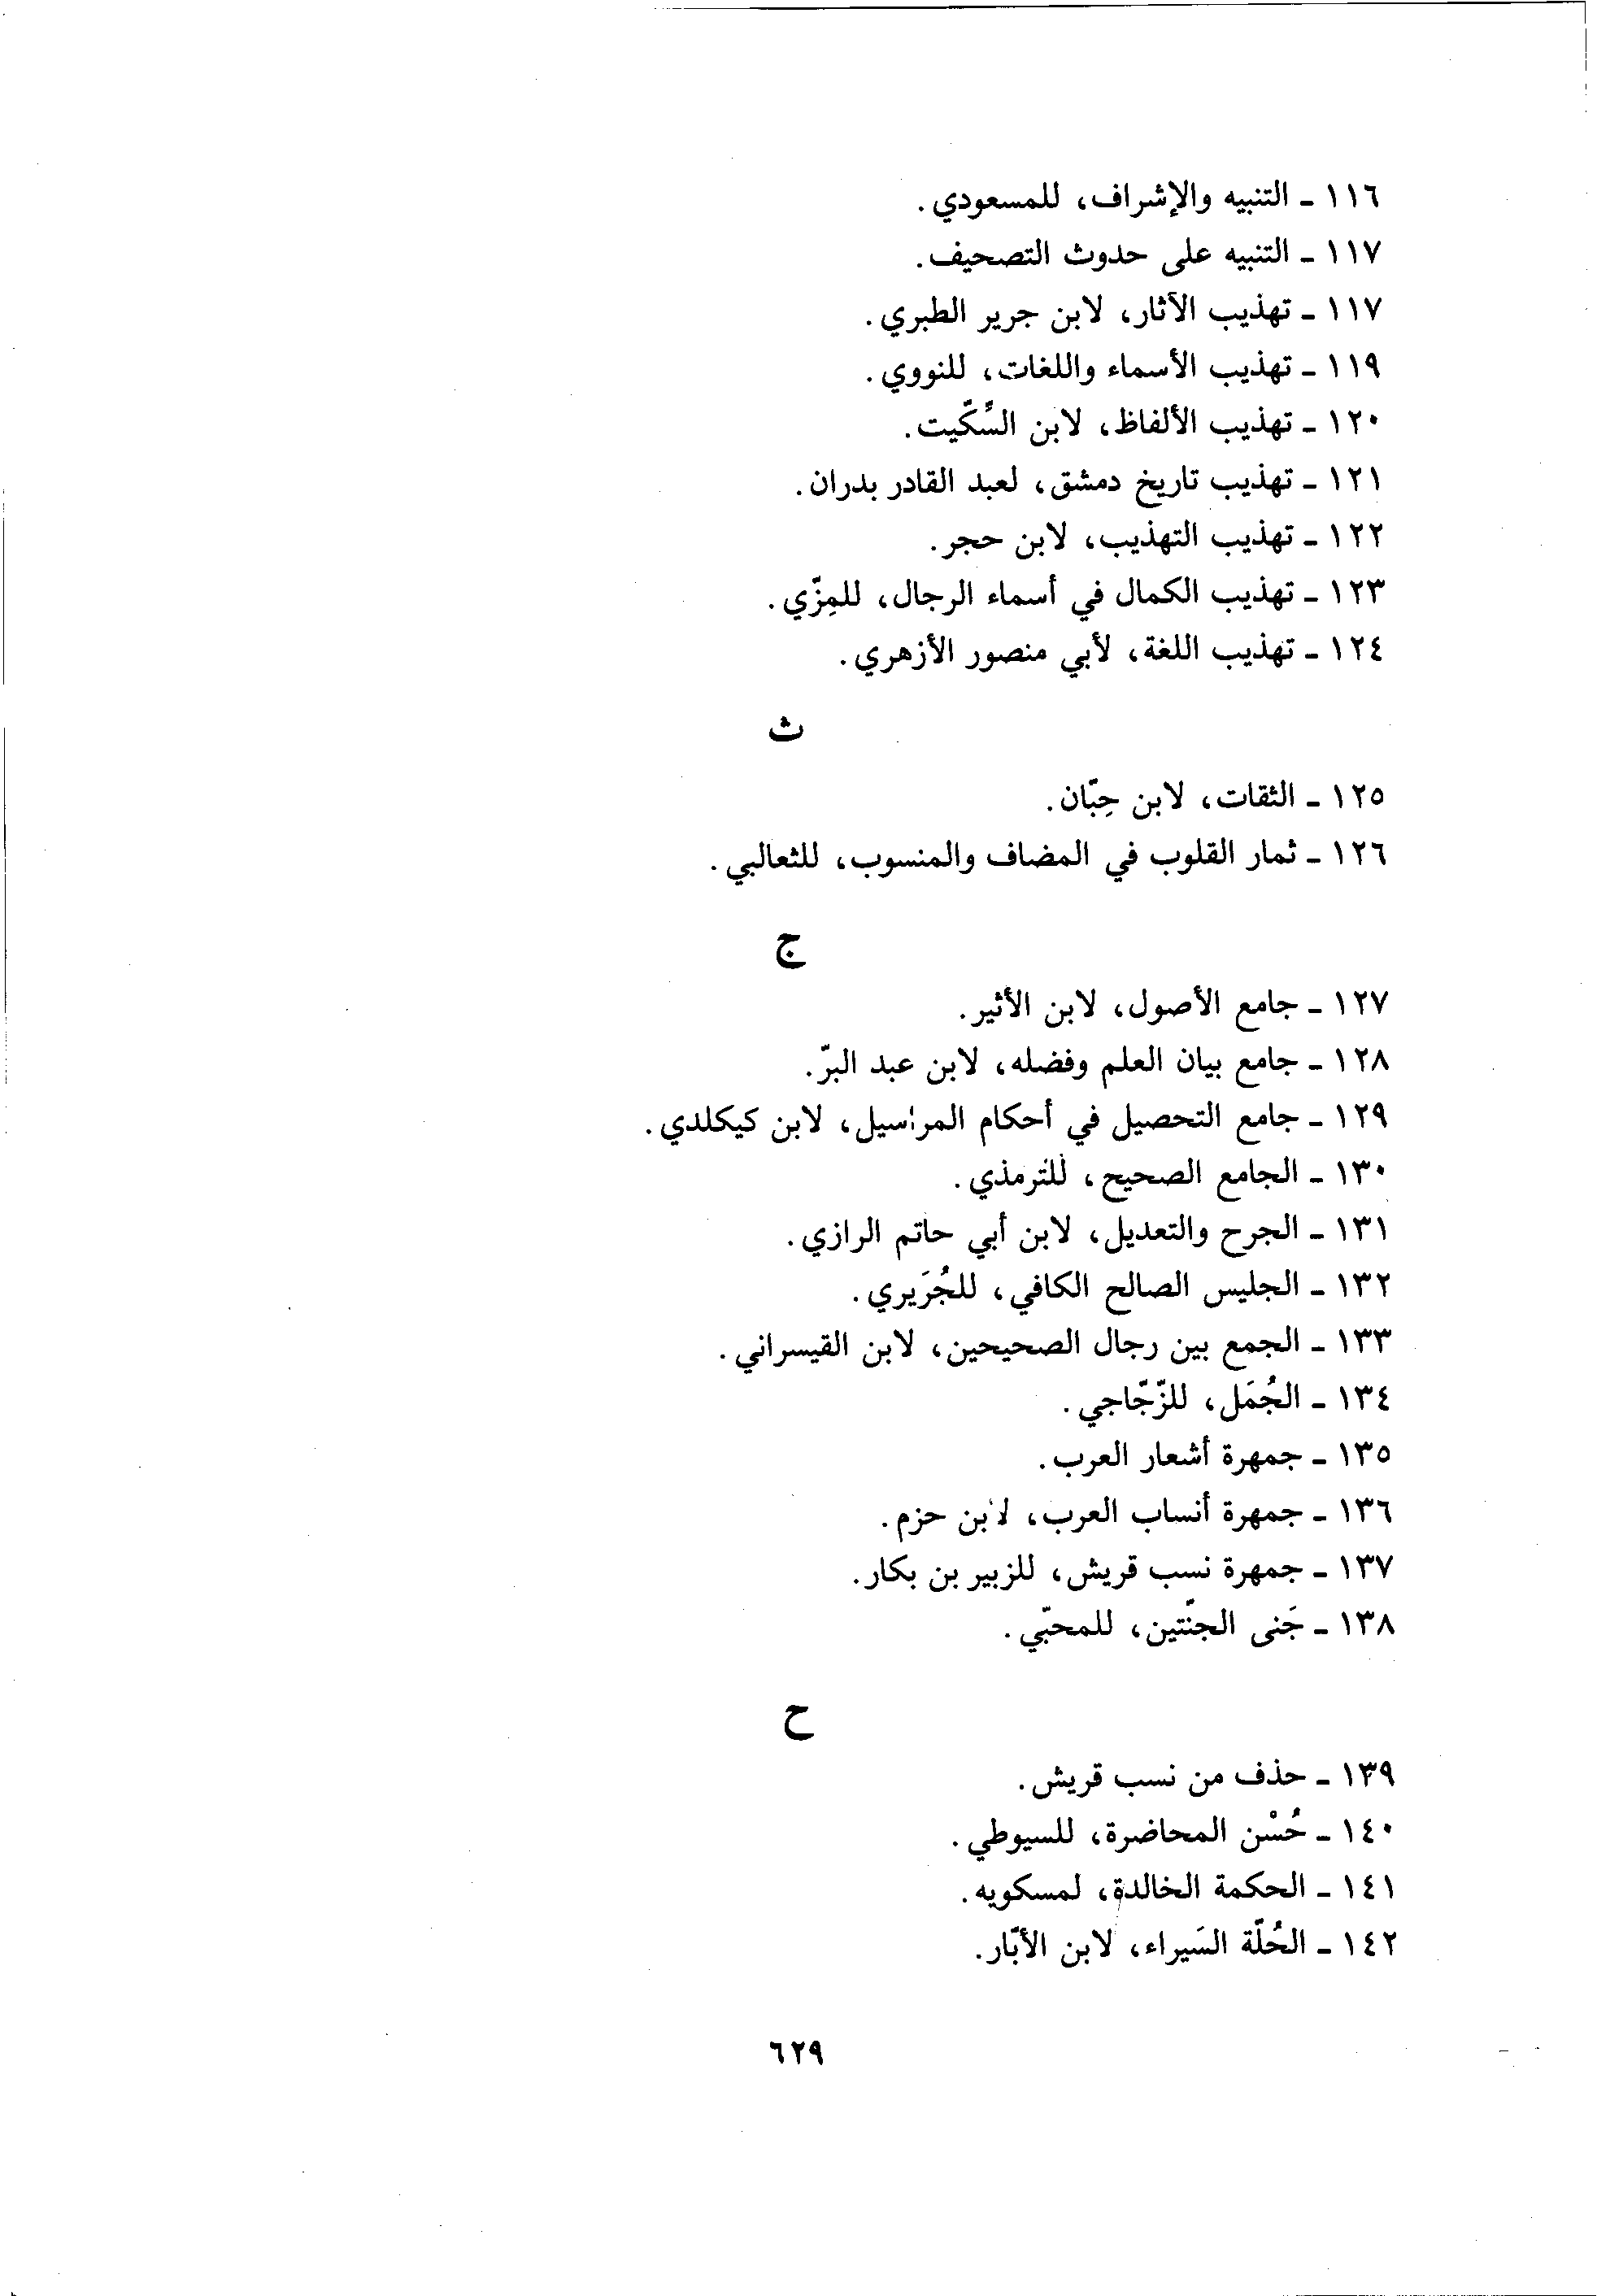 ١١٦ - التنبيه والإشراف، للمسعودي.
١١٧ - التنبيه على حدوث التصحيف.
١١٧ - تهذيب الآثار، لابن جرير الطبري.
١١٩ - تهذيب الأسماء واللغات، للنووي.
١٢٠ - تهذيب الألفاظ، لابن السِّكّيت.
١٢١ - تهذيب تاريخ دمشق، لعبد القادر بدران.
١٢٢ - تهذيب التهذيب، لابن حجر.
١٢٣ - تهذيب الكمال في أسماء الرجال، للمِزّي.
١٢٤ - تهذيب اللغة، لأبي منصور الأزهري.
ث
١٢٥ - الثقات، لابن حِبّان.
١٢٦ - ثمار القلوب في المضاف والمنسوب، للثعالبي.
ج
١٢٧ - جامع الأصول، لابن الأثير.
١٢٨ - جامع بيان العلم وفضله، لابن عبد البرّ.
١٢٩ - جامع التحصيل في أحكام المراسيل، لابن كيكلدي.
١٣٠ - الجامع الصحيح، للترمذي.
١٣١ - الجرح والتعديل، لابن أبي حاتم الرازي.
١٣٢ - الجليس الصالح الكافي، للجُرَيري.
١٣٣ - الجمع بين رجال الصحيحين، لابن القيسراني.
١٣٤ - الجُمَل، للزّجّاجي.
١٣٥ - جمهرة أشعار العرب.
١٣٦ - جمهرة أنساب العرب، لابن حزم.
١٣٧ - جمهرة نسب قريش، للزبير بن بكار.
١٣٨ - جَنى الجنّتين، للمحبّي.
ح
١٣٩ - حذف من نسب قريش.
١٤٠ - حُسْن المحاضرة، للسيوطي.
١٤١ - الحكمة الخالدة، لمسكويه.
١٤٢ - الحُلّة السَيراء، لابن الأبّار.
٦٢٩